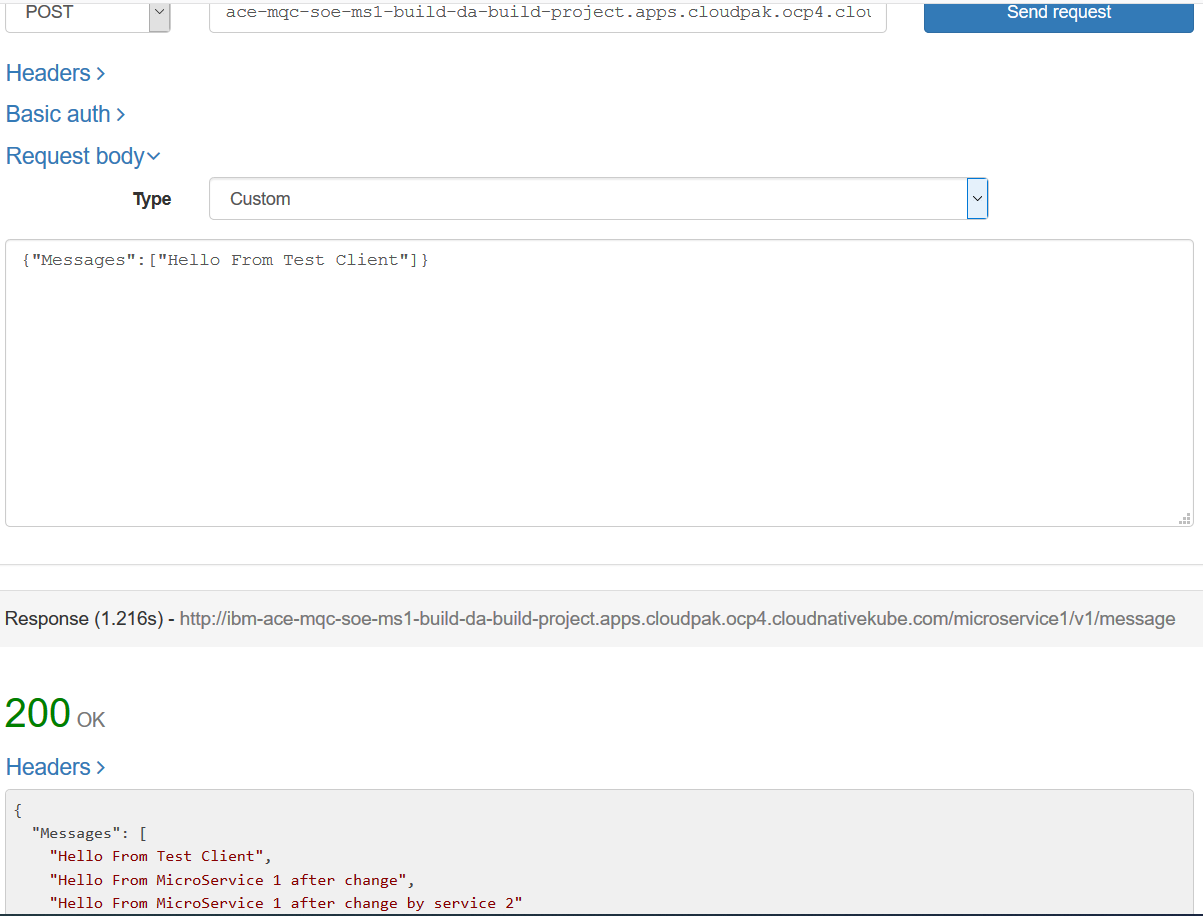 POST
ace-mqc-soe-ms1-build-da-build-project.apps.cloudpak.ocp4.clou
Send request
Headers
Basic auth
Request body
Type
Custom
{"Messages":["Hello From Test Client"]}
Response (1.216s) - http://ibm-ace-mqc-soe-ms1-build-da-build-project.apps.cloudpak.ocp4.cloudnativekube.com/microservice1/v1/message
200 OK
Headers
{
"Messages": [
"Hello From Test Client",
"Hello From MicroService 1 after change",
"Hello From MicroService 1 after change by service 2"